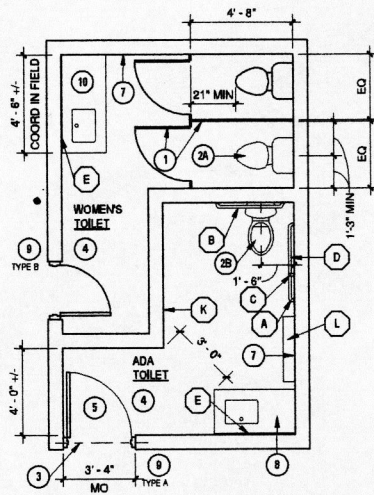 4' - 8"
10
7
21" MIN
EQ
4' - 6" +/-
COORD IN FIELD
1
2A
EQ
E
1'-3" MIN
WOMEN'S
TOILET
9
TYPE B
4
B
2B
D
1' - 6"
C
K
A
L
5' - 0"
7
ADA
TOILET
4' - 0" +/-
5
4
E
3
3' - 4"
MO
9
TYPE A
8